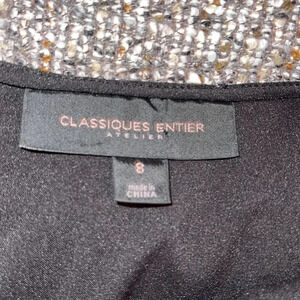 CLASSIQUES ENTIER
ATELIER
8
made in
CHINA